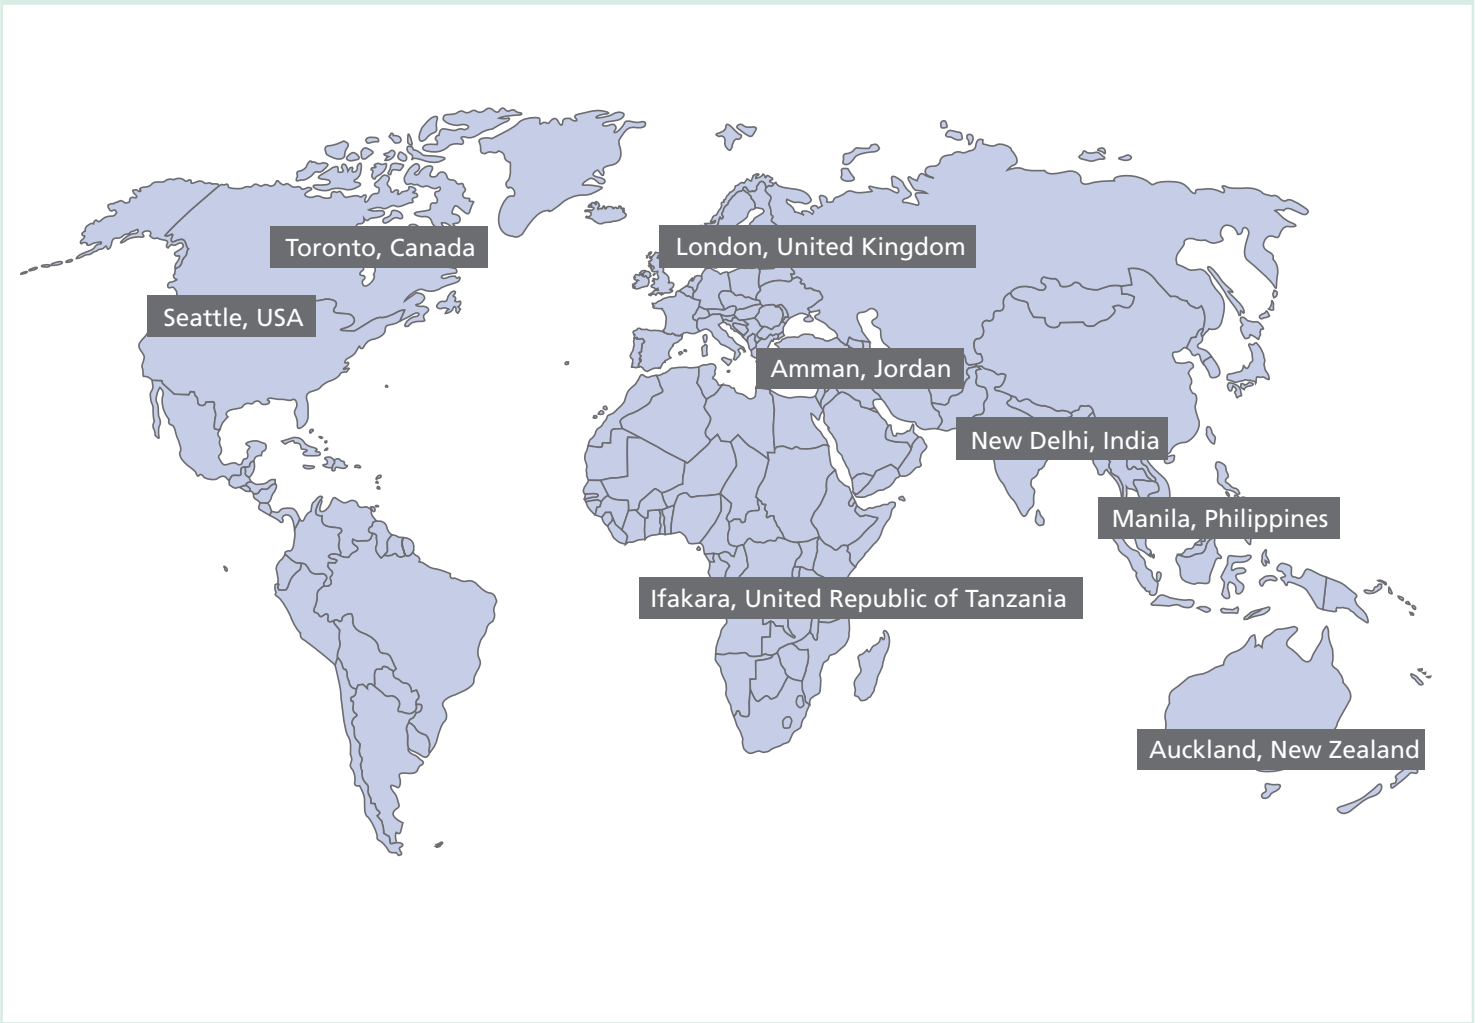 Toronto, Canada
London, United Kingdom
Seattle, USA
Amman, Jordan
New Delhi, India
Manila, Philippines
Ifakara, United Republic of Tanzania
Auckland, New Zealand